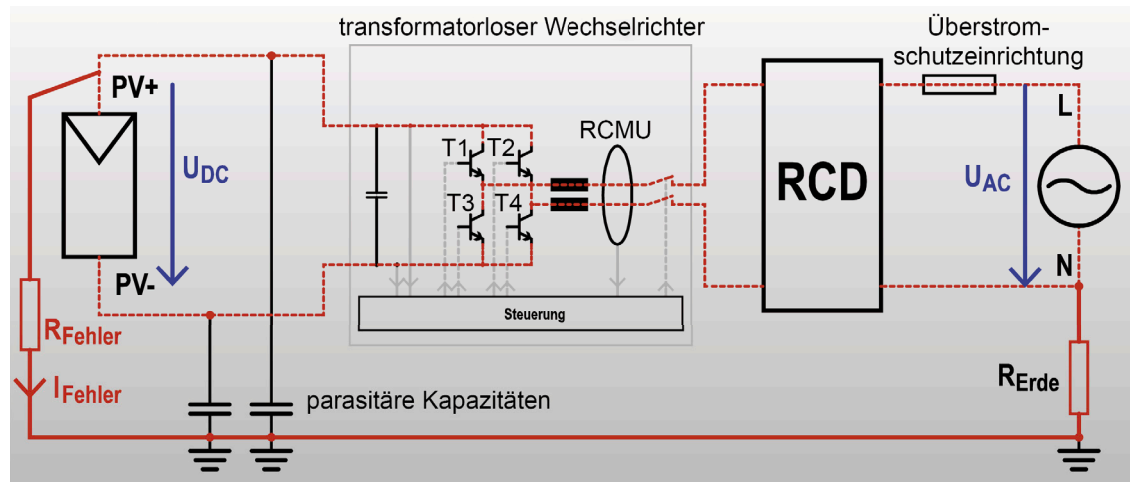 transformatorloser Wechselrichter
Überstrom-
schutzeinrichtung
PV+
UDC
T1
T2
RCMU
T3
T4
RCD
L
UAC
N
PV-
Steuerung
RFehler
IFehler
parasitäre Kapazitäten
RErde